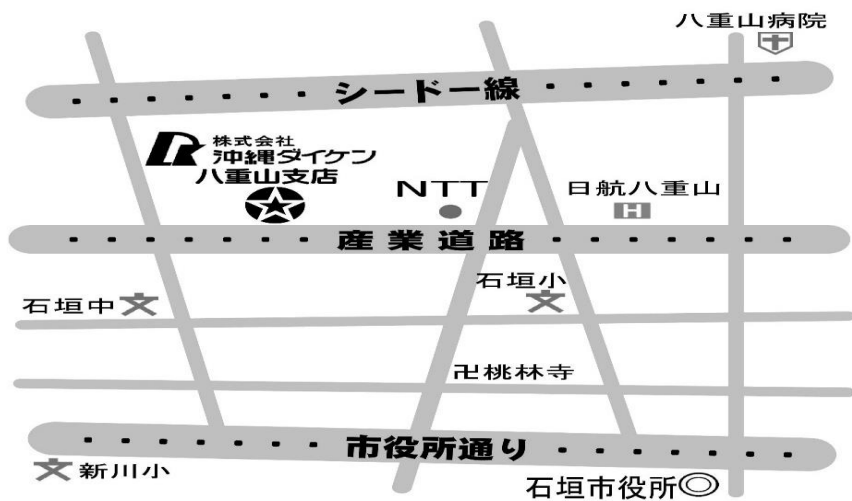 八重山病院
シードー線
株式会社
沖縄ダイケン
八重山支店
NTT
日航八重山
H
産業道路
石垣小
石垣中
卍桃林寺
市役所通り
新川小
石垣市役所